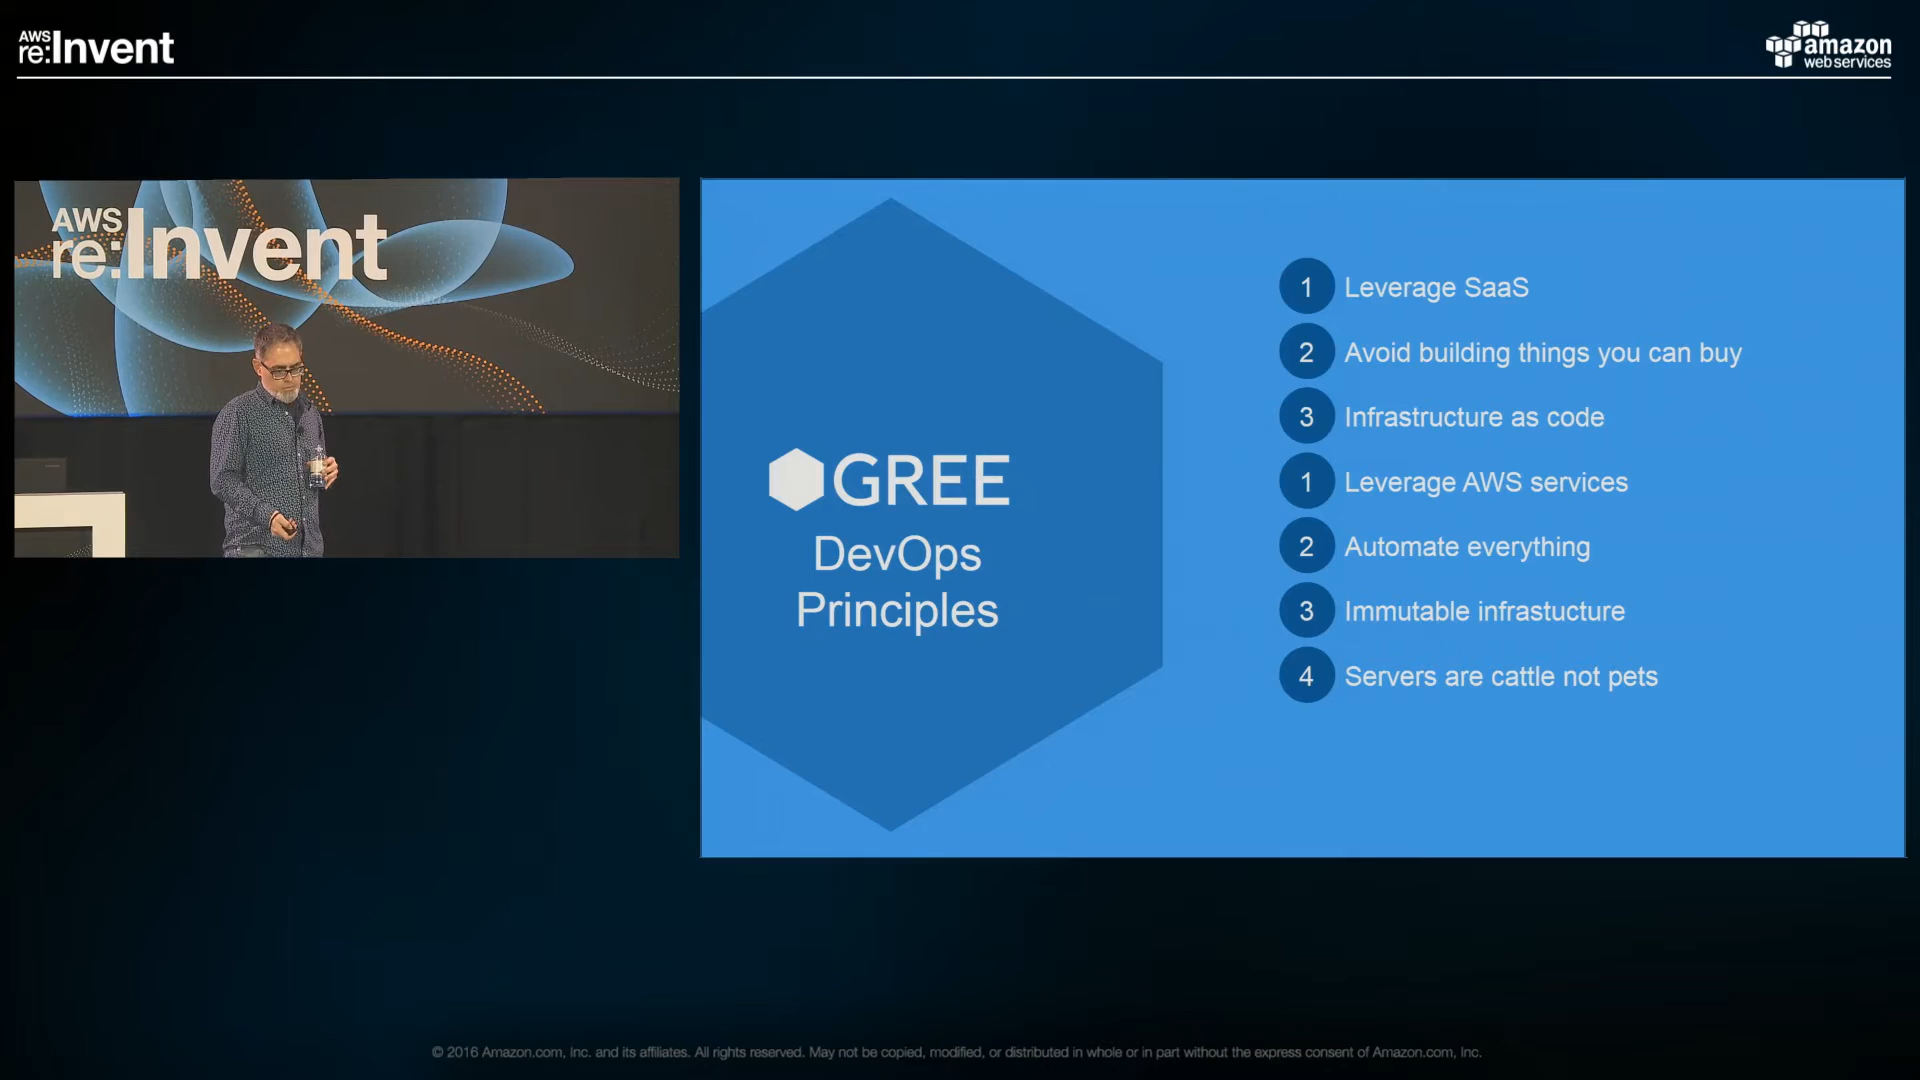 AWS
re:Invent
amazon
webservices
AWS
re:Invent
GREE
DevOps
Principles
1 Leverage SaaS
2 Avoid building things you can buy
3 Infrastructure as code
1 Leverage AWS services
2 Automate everything
3 Immutable infrastucture
4 Servers are cattle not pets
© 2016 Amazon.com, Inc. and its affiliates. All rights reserved. May not be copied, modified, or distributed in whole or in part without the express consent of Amazon.com, Inc.